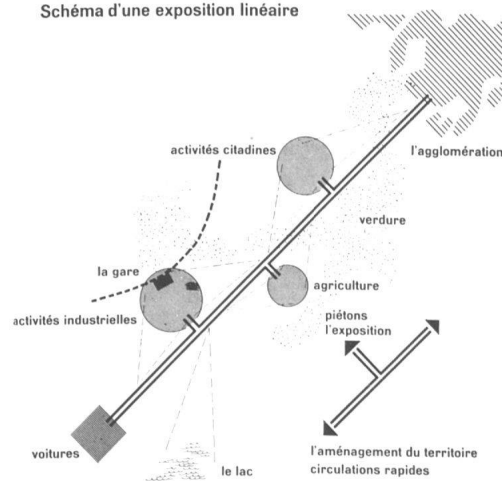 Schéma d'une exposition linéaire
activités citadines
l'agglomération
verdure
la gare
agriculture
activités industrielles
piétons
l'exposition
voitures
le lac
l'aménagement du territoire
circulations rapides